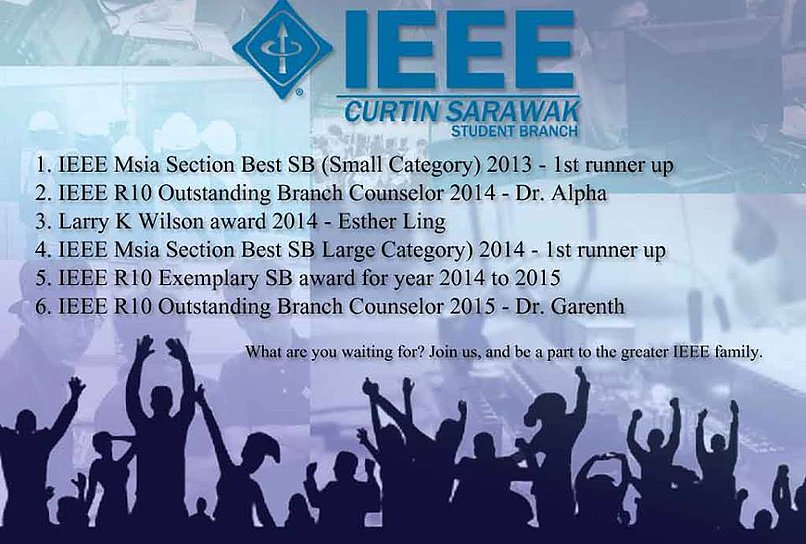 IEEE
CURTIN SARAWAK
STUDENT BRANCH
1. IEEE Msia Section Best SB (Small Category) 2013 - 1st runner up
2. IEEE R10 Outstanding Branch Counselor 2014 - Dr. Alpha
3. Larry K Wilson award 2014 - Esther Ling
4. IEEE Msia Section Best SB Large Category) 2014 - 1st runner up
5. IEEE R10 Exemplary SB award for year 2014 to 2015
6. IEEE R10 Outstanding Branch Counselor 2015 - Dr. Garenth
What are you waiting for? Join us, and be a part to the greater IEEE family.